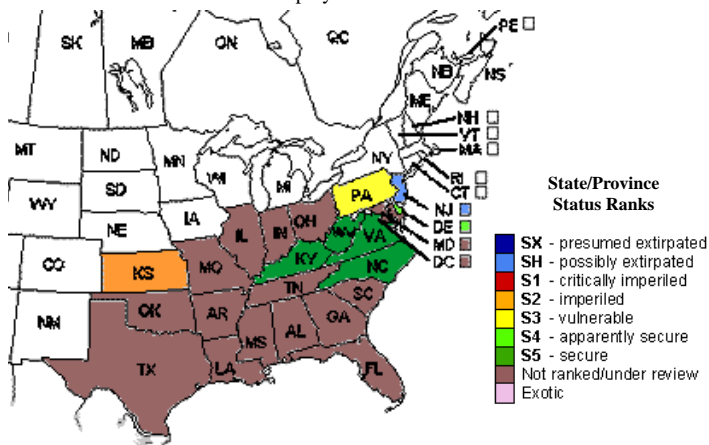 PE
SK
MB
ON
QC
NB
NS
ME
NH
VT
MA
MT
ND
MN
NY
WI
MI
RI
CT
SD
WY
IA
PA
NJ
NE
DE
OH
IL
IN
WV
VA
MD
DC
CO
KS
MO
KY
NC
TN
OK
AR
SC
NM
MS
AL
GA
TX
LA
FL
State/Province
Status Ranks
SX - presumed extirpated
SH - possibly extirpated
S1 - critically imperiled
S2 - imperiled
S3 - vulnerable
S4 - apparently secure
S5 - secure
Not ranked/under review
Exotic